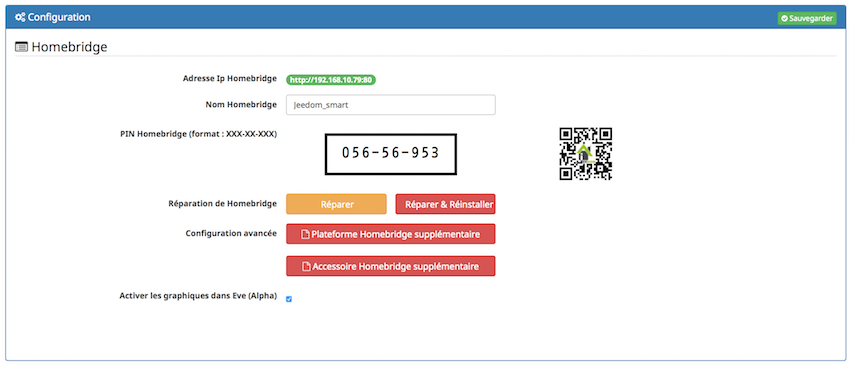 Configuration
Sauvegarder
Homebridge
Adresse Ip Homebridge http://192.168.10.79:80
Nom Homebridge Jeedom_smart
PIN Homebridge (format : XXX-XX-XXX) 056-56-953
Réparation de Homebridge Réparer Réparer & Réinstaller
Configuration avancée Plateforme Homebridge supplémentaire
Accessoire Homebridge supplémentaire
Activer les graphiques dans Eve (Alpha)